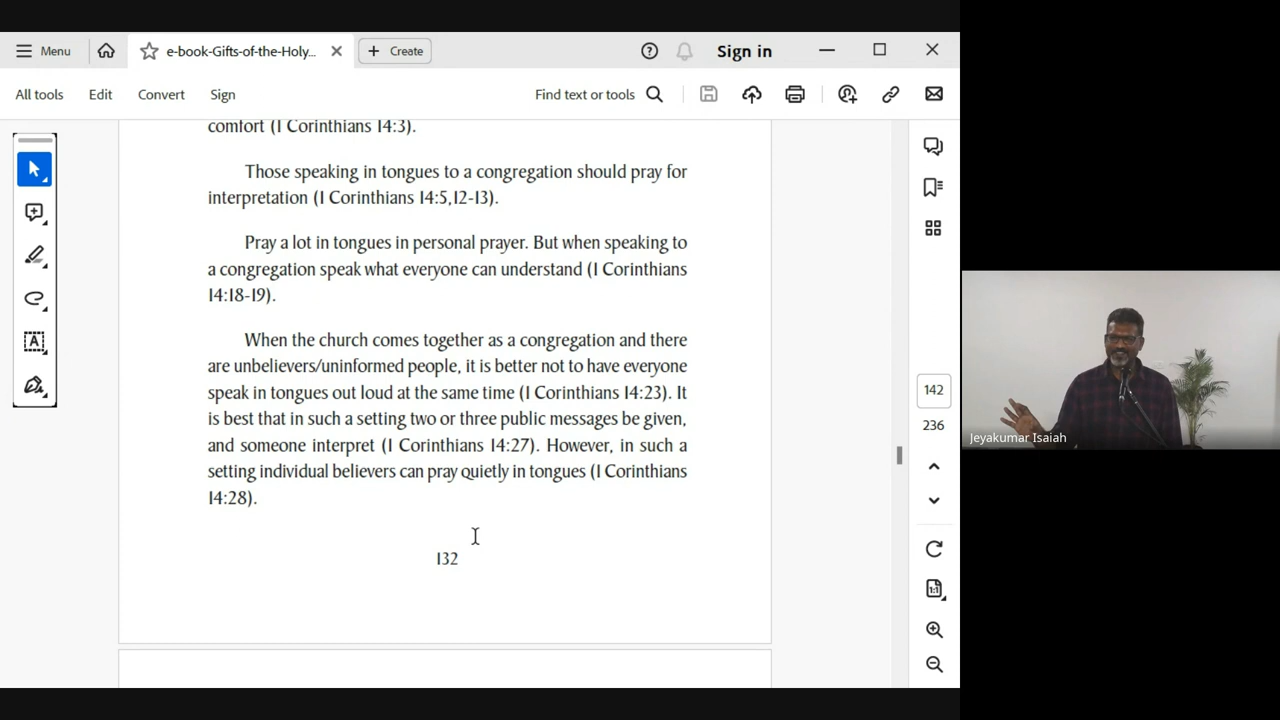 Menu
e-book-Gifts-of-the-Holy...
Create
Sign in
All tools
Edit
Convert
Sign
Find text or tools
comfort (I Corinthians 14:3).
Those speaking in tongues to a congregation should pray for
interpretation (I Corinthians 14:5,12-13).
Pray a lot in tongues in personal prayer. But when speaking to
a congregation speak what everyone can understand (I Corinthians
14:18-19).
When the church comes together as a congregation and there
are unbelievers/uninformed people, it is better not to have everyone
speak in tongues out loud at the same time (I Corinthians 14:23). It
is best that in such a setting two or three public messages be given,
and someone interpret (I Corinthians 14:27). However, in such a
setting individual believers can pray quietly in tongues (I Corinthians
14:28).
132
142
236
Jeyakumar Isaiah